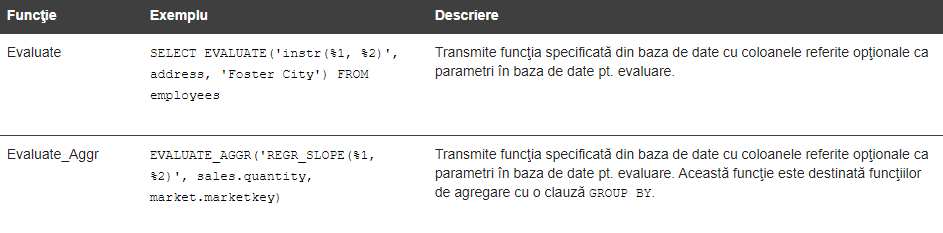 Funcţie Exemplu Descriere
Evaluate SELECT EVALUATE('instr(%1, %2)', Transmite funcţia specificată din baza de date cu coloanele referite opţionale ca
address, 'Foster City') FROM parametri în baza de date pt. evaluare.
employees
Evaluate_Aggr EVALUATE_AGGR('REGR_SLOPE(%1, Transmite funcţia specificată din baza de date cu coloanele referite opţionale ca
%2)', sales.quantity, parametri în baza de date pt. evaluare. Această funcţie este destinată funcţiilor
market.marketkey) de agregare cu o clauză GROUP BY.